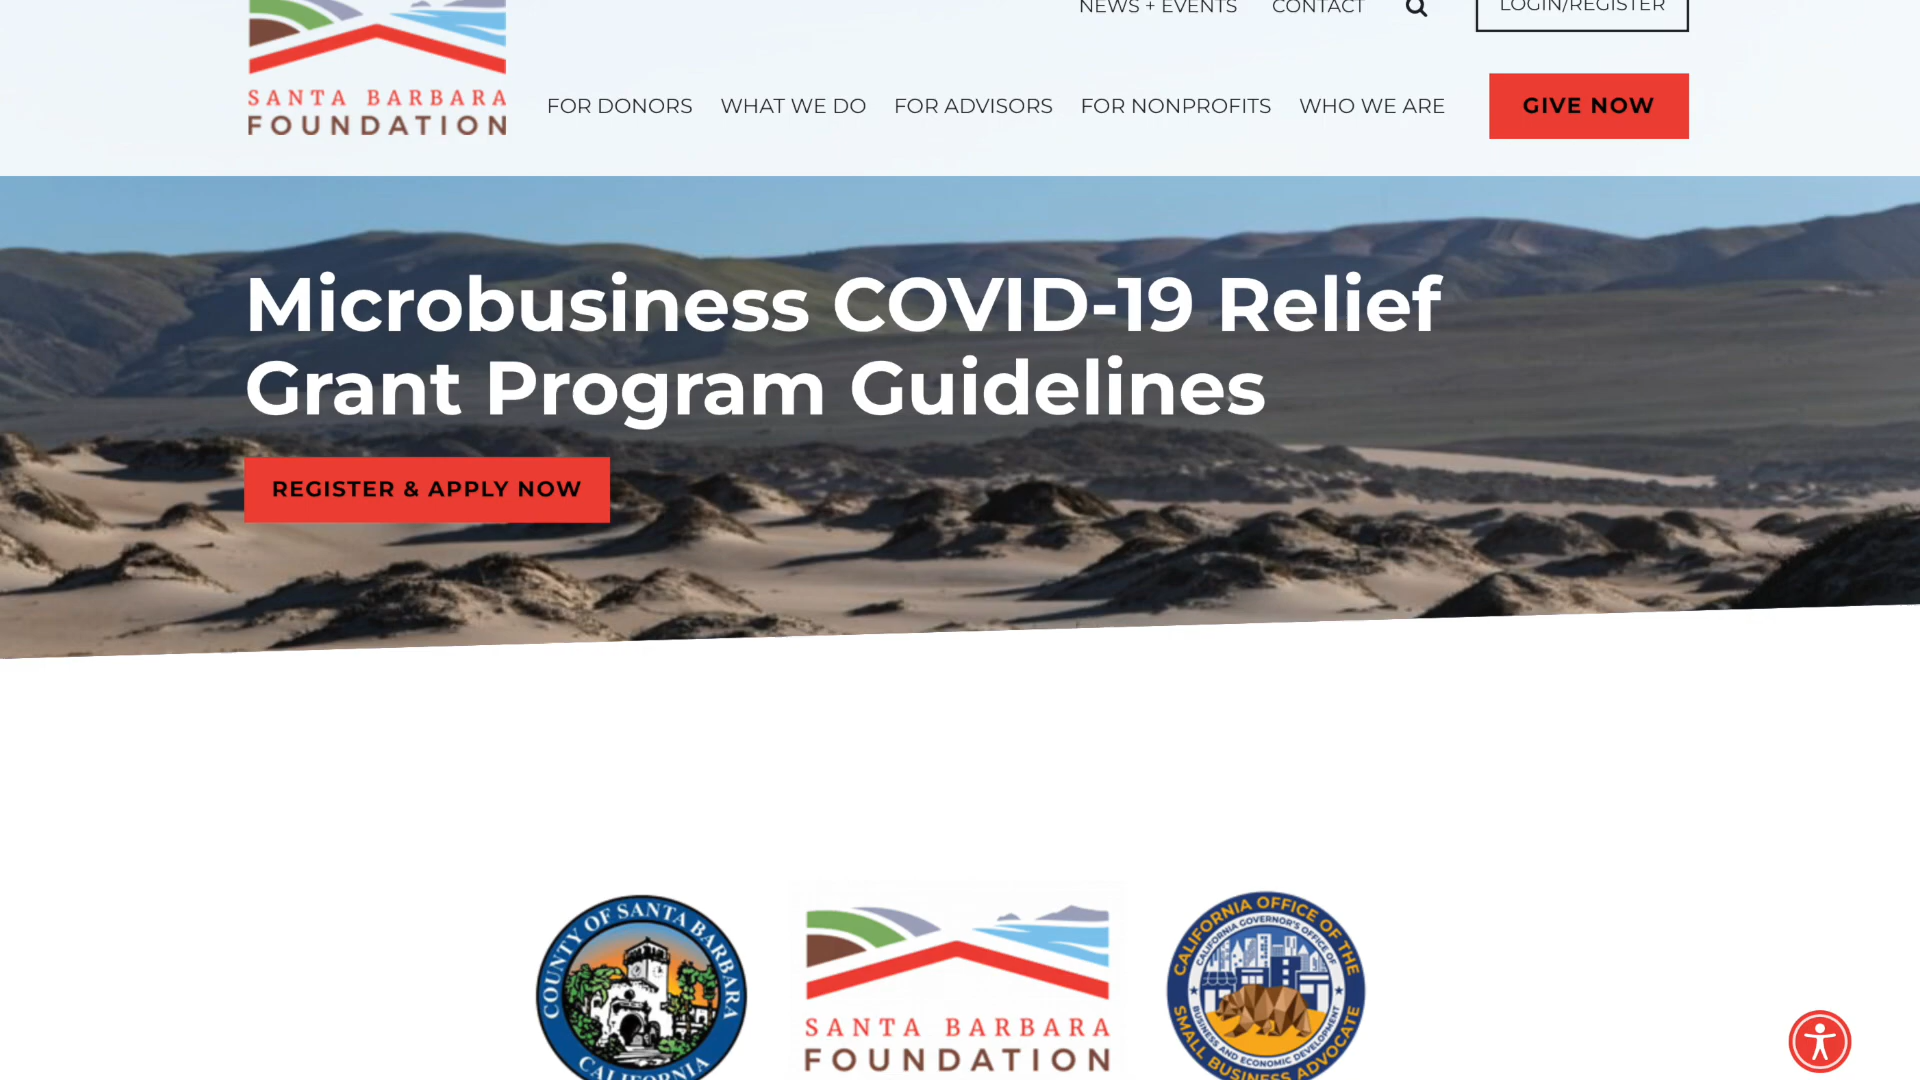 NEWS + EVENTS
CONTACT
LOGIN/REGISTER
SANTA BARBARA
FOUNDATION
FOR DONORS
WHAT WE DO
FOR ADVISORS
FOR NONPROFITS
WHO WE ARE
GIVE NOW
Microbusiness COVID-19 Relief
Grant Program Guidelines
REGISTER & APPLY NOW
COUNTY OF SANTA BARBARA
CALIFORNIA
SANTA BARBARA
FOUNDATION
CALIFORNIA OFFICE OF THE
CALIFORNIA GOVERNOR'S OFFICE OF
BUSINESS AND ECONOMIC DEVELOPMENT
SMALL BUSINESS ADVOCATE